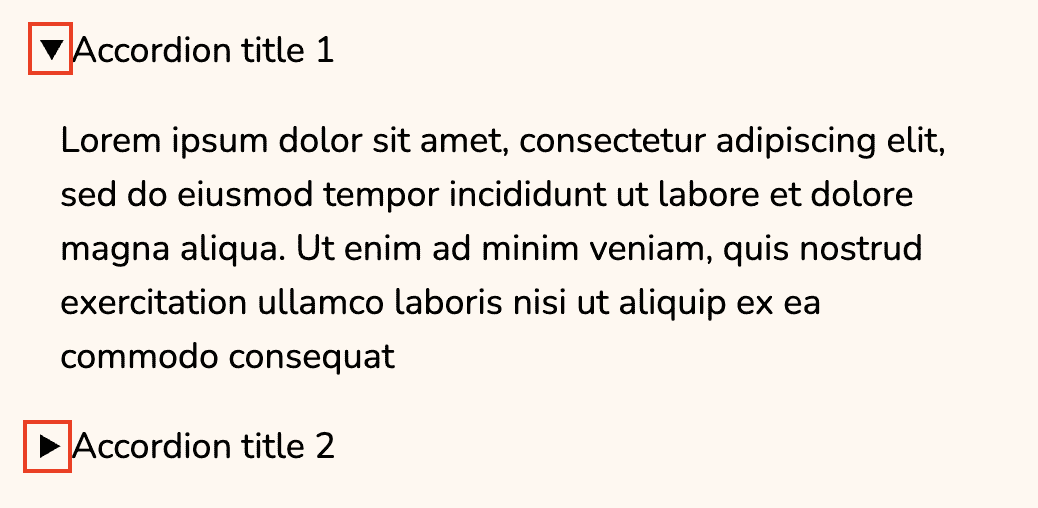 Accordion title 1
Lorem ipsum dolor sit amet, consectetur adipiscing elit,
sed do eiusmod tempor incididunt ut labore et dolore
magna aliqua. Ut enim ad minim veniam, quis nostrud
exercitation ullamco laboris nisi ut aliquip ex ea
commodo consequat
Accordion title 2